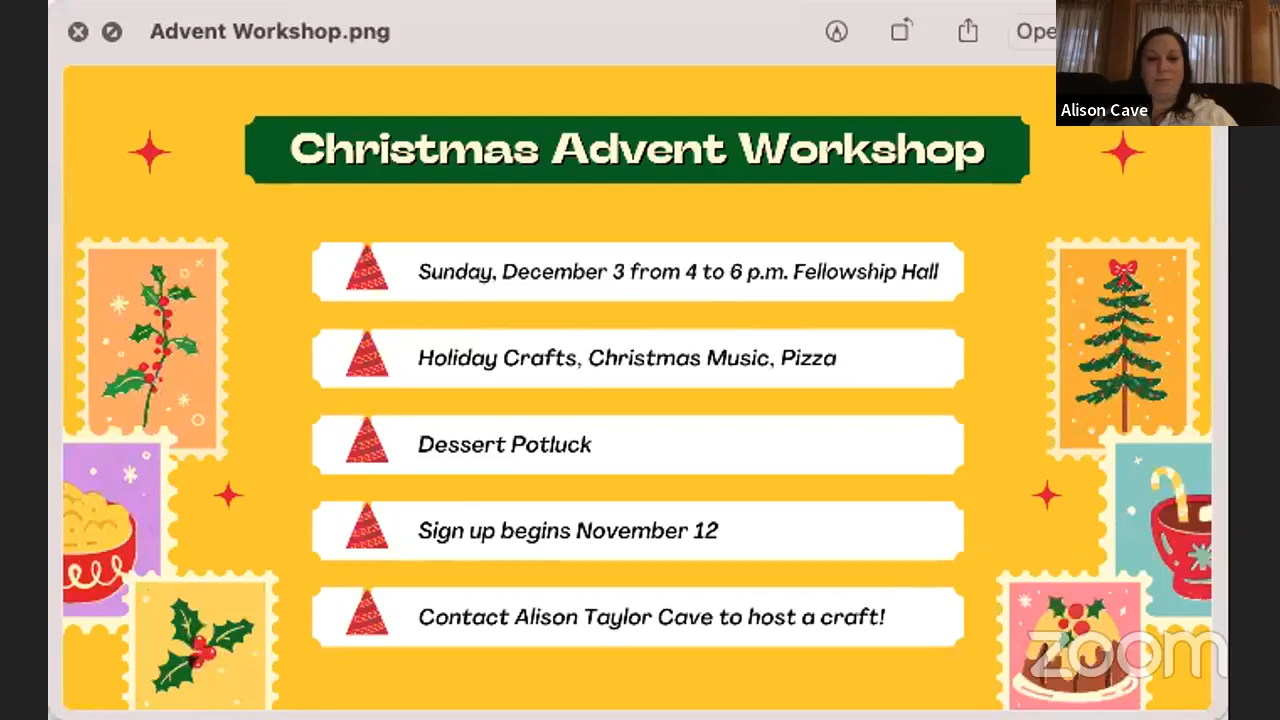 Advent Workshop.png
Ope
Alison Cave
Christmas Advent Workshop
Sunday, December 3 from 4 to 6 p.m. Fellowship Hall
Holiday Crafts, Christmas Music, Pizza
Dessert Potluck
Sign up begins November 12
Contact Alison Taylor Cave to host a craft!
zoom